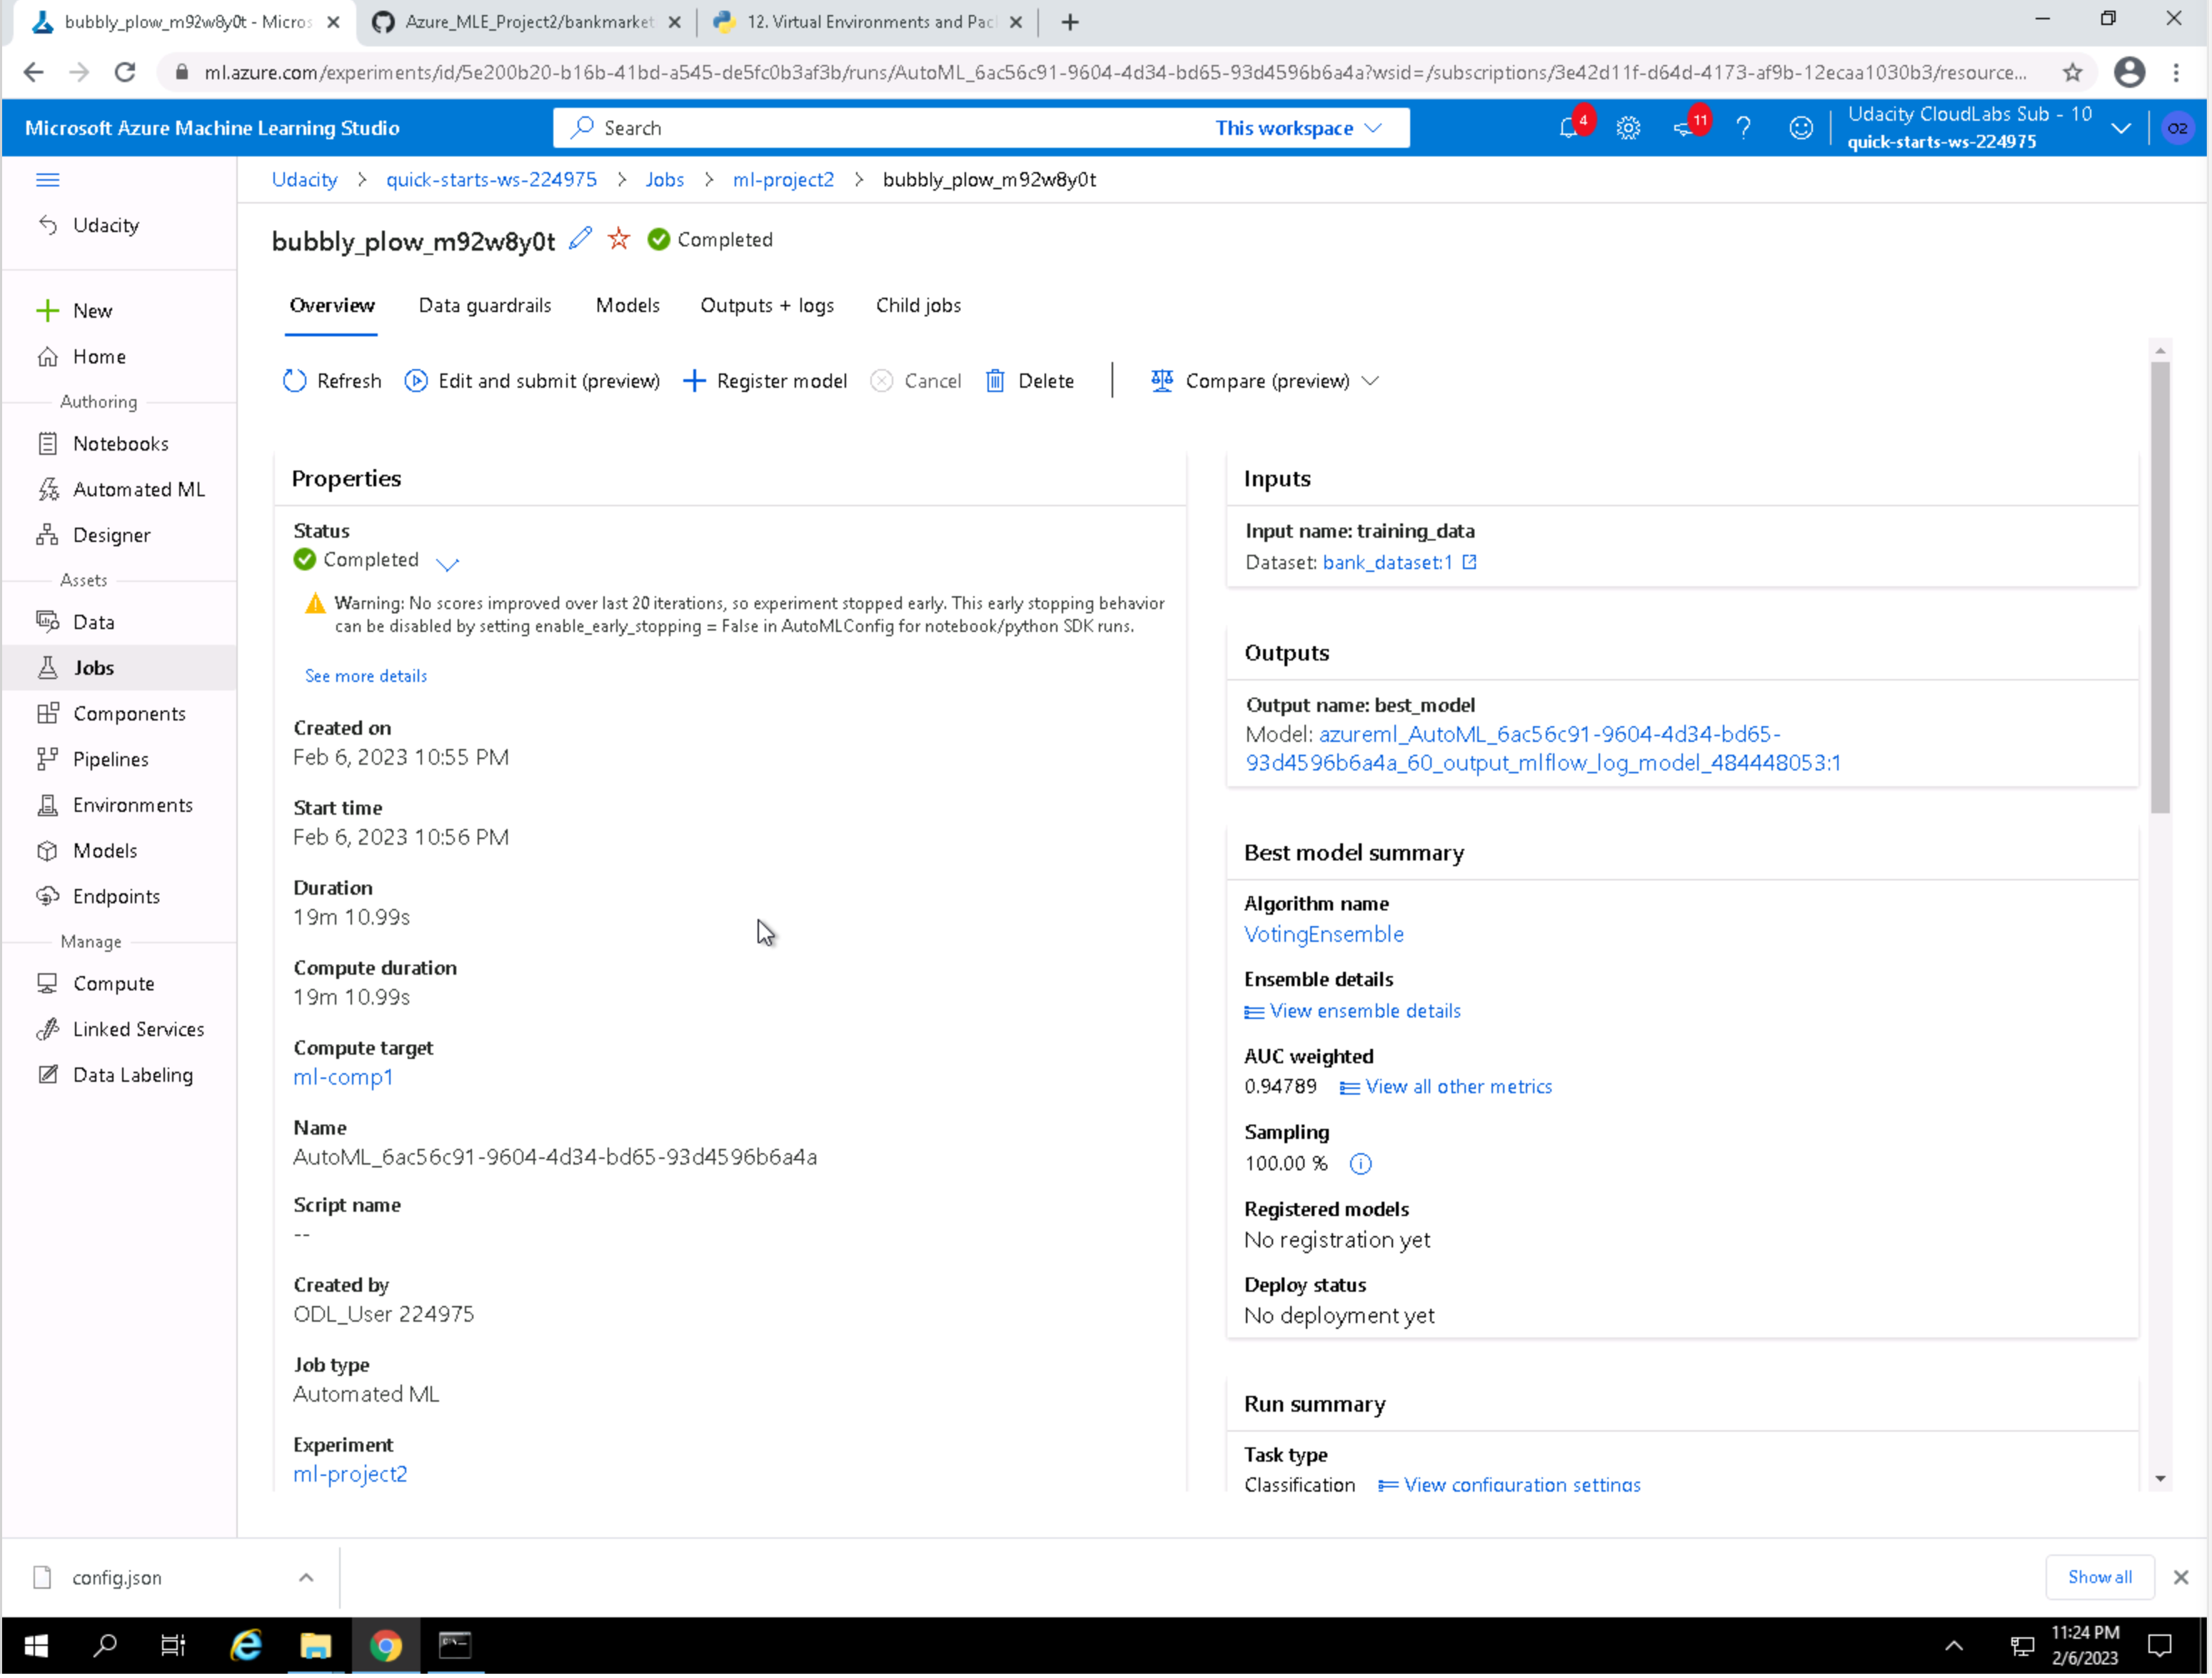 bubbly_plow_m92w8y0t - Micros
Azure_MLE_Project2/bankmarket
12. Virtual Environments and Pac
ml.azure.com/experiments/id/5e200b20-b16b-41bd-a545-de5fc0b3af3b/runs/AutoML_6ac56c91-9604-4d34-bd65-93d4596b6a4a?wsid=/subscriptions/3e42d11f-d64d-4173-af9b-12ecaa1030b3/resource...
Microsoft Azure Machine Learning Studio
Search
This workspace
4
11
?
Udacity CloudLabs Sub - 10
quick-starts-ws-224975
O2
Udacity > quick-starts-ws-224975 > Jobs > ml-project2 > bubbly_plow_m92w8y0t
Udacity
New
Home
Authoring
Notebooks
Automated ML
Designer
Assets
Data
Jobs
Components
Pipelines
Environments
Models
Endpoints
Manage
Compute
Linked Services
Data Labeling
bubbly_plow_m92w8y0t
Completed
Overview
Data guardrails
Models
Outputs + logs
Child jobs
Refresh
Edit and submit (preview)
Register model
Cancel
Delete
Compare (preview)
Properties
Status
Completed
Warning: No scores improved over last 20 iterations, so experiment stopped early. This early stopping behavior
can be disabled by setting enable_early_stopping = False in AutoMLConfig for notebook/python SDK runs.
See more details
Created on
Feb 6, 2023 10:55 PM
Start time
Feb 6, 2023 10:56 PM
Duration
19m 10.99s
Compute duration
19m 10.99s
Compute target
ml-comp1
Name
AutoML_6ac56c91-9604-4d34-bd65-93d4596b6a4a
Script name
--
Created by
ODL_User 224975
Job type
Automated ML
Experiment
ml-project2
Inputs
Input name: training_data
Dataset: bank_dataset:1
Outputs
Output name: best_model
Model: azureml_AutoML_6ac56c91-9604-4d34-bd65-
93d4596b6a4a_60_output_mlflow_log_model_484448053:1
Best model summary
Algorithm name
VotingEnsemble
Ensemble details
View ensemble details
AUC weighted
0.94789
View all other metrics
Sampling
100.00 %
Registered models
No registration yet
Deploy status
No deployment yet
Run summary
Task type
Classification
View configuration settings
config.json
Show all
11:24 PM
2/6/2023